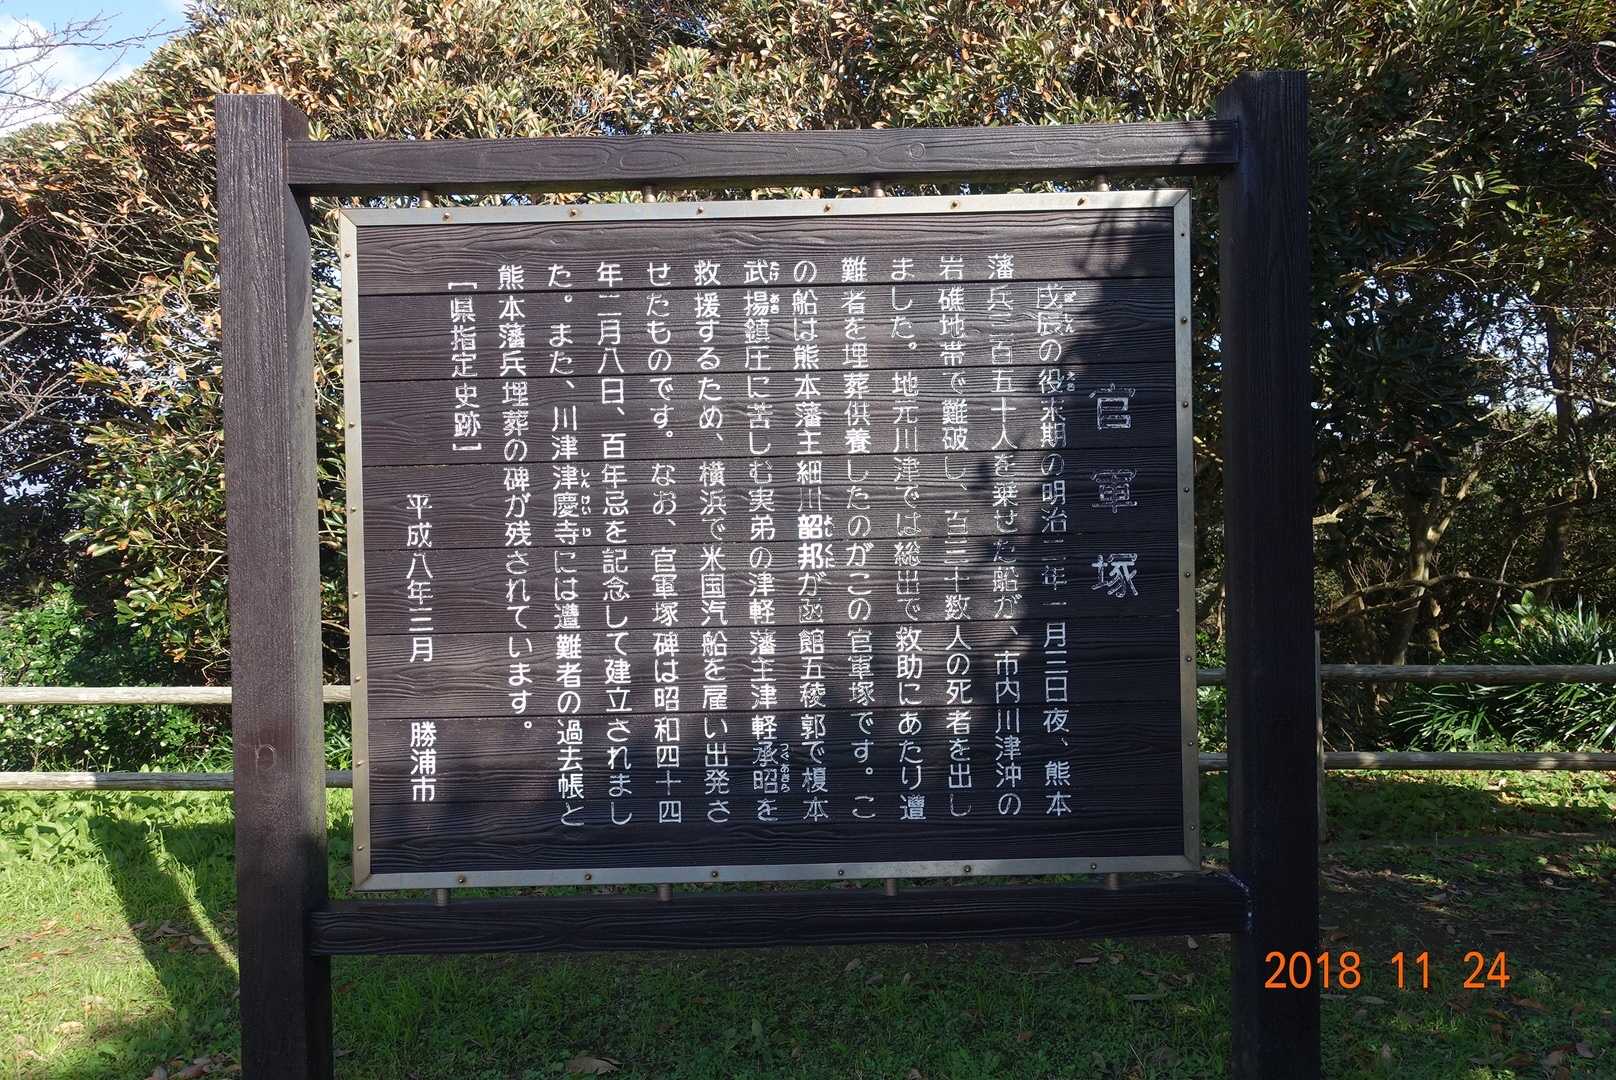 官軍塚
戊辰の役末期の明治二年一月三日夜、熊本
藩兵三百五十人を乗せた船が、市内川津沖の
岩礁地帯で難破し、百三十数人の死者を出し
ました。地元川津では総出で救助にあたり遭
難者を埋葬供養したのがこの官軍塚です。こ
の船は熊本藩主細川韶邦が函館五稜郭で榎本
武揚鎮圧に苦しむ実弟の津軽藩主津軽承昭を
救援するため、横浜で米国汽船を雇い出発さ
せたものです。なお、官軍塚碑は昭和四十四
年二月八日、百年忌を記念して建立されまし
た。また、川津津慶寺には遭難者の過去帳と
熊本藩兵埋葬の碑が残されています。
[県指定史跡]
平成八年三月 勝浦市
2018 11 24